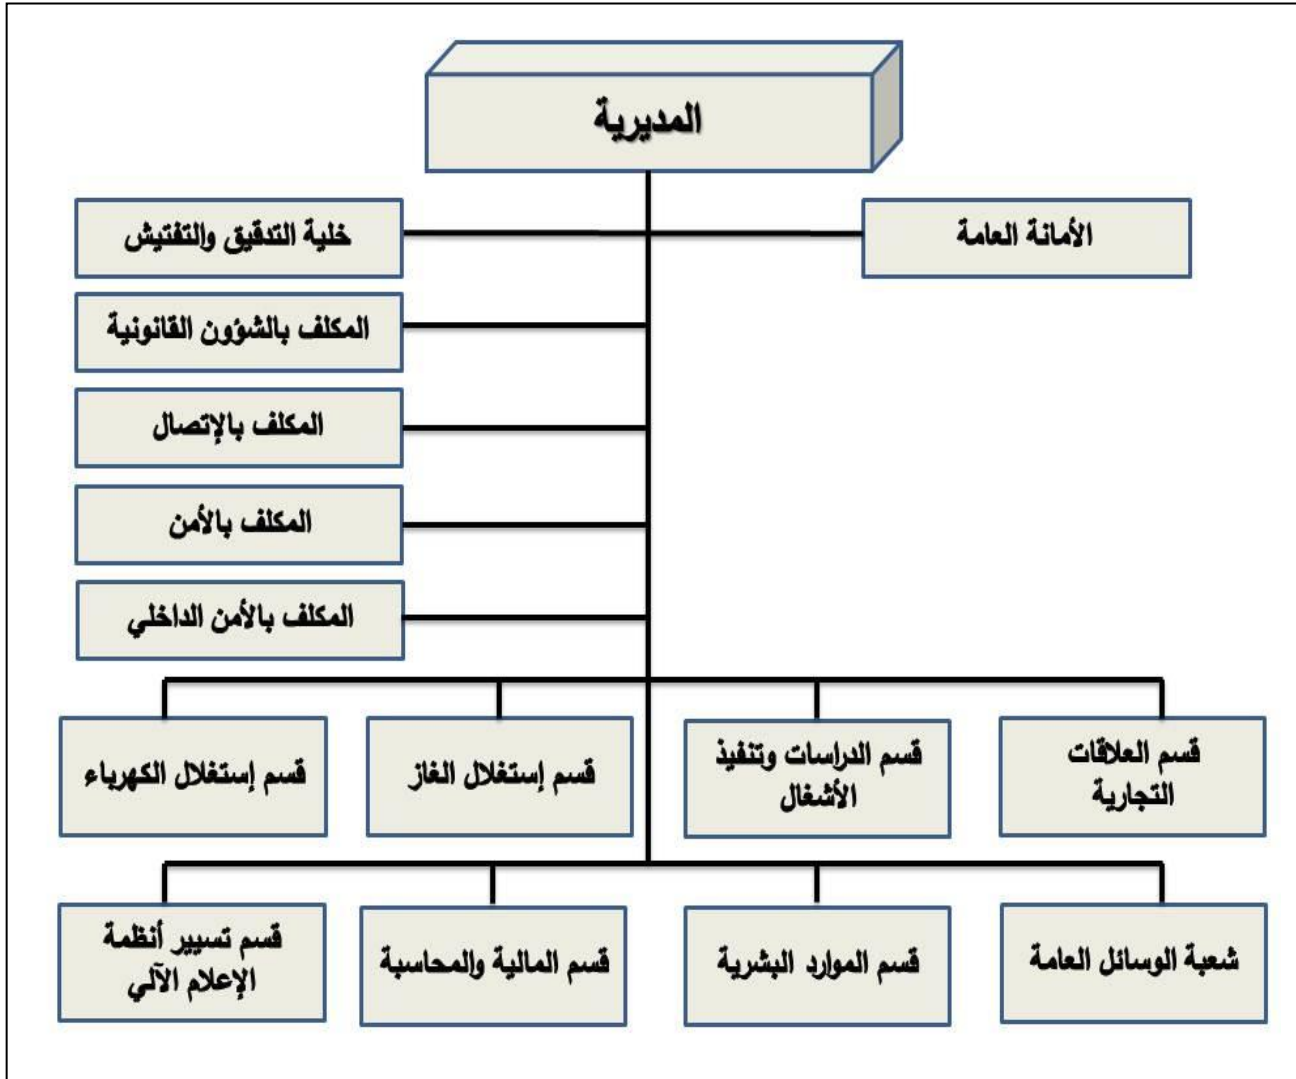 المديرية
الأمانة العامة
خلية التدقيق والتفتيش
المكلف بالشؤون القانونية
المكلف بالإتصال
المكلف بالأمن
المكلف بالأمن الداخلي
قسم العلاقات
التجارية
قسم الدراسات وتنفيذ
الأشغال
قسم إستغلال الغاز
قسم إستغلال الكهرباء
شعبة الوسائل العامة
قسم الموارد البشرية
قسم المالية والمحاسبة
قسم تسيير أنظمة
الإعلام الآلي